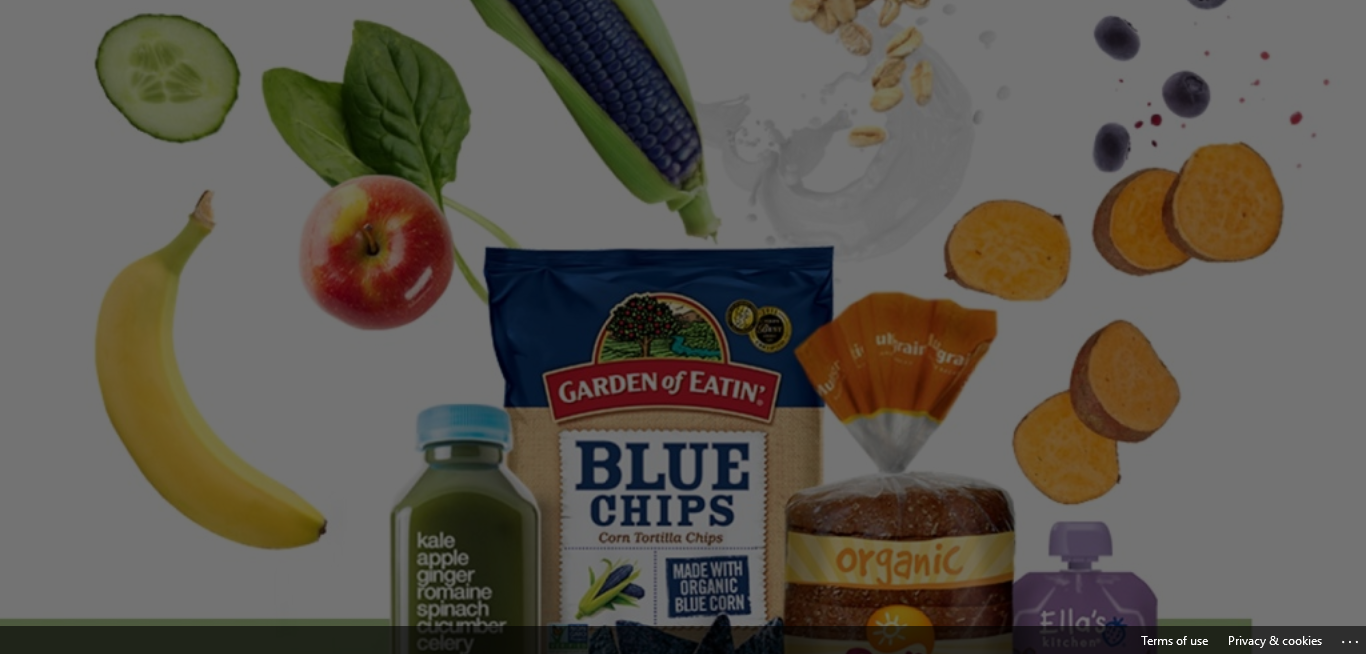 GARDEN of EATIN'.®
BLUE
CHIPS
Corn Tortilla Chips
MADE WITH
ORGANIC
BLUE CORN
kale
apple
ginger
romaine
spinach
cucumber
celery
organic
Ella's
kitchen
Terms of use Privacy & cookies ...